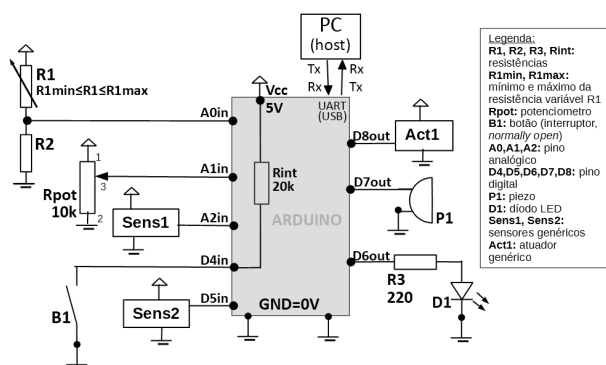 PC
(host)
Tx
Rx
Rx
Tx
Vcc
5V
UART
(USB)
R1
R1min≤R1≤R1max
A0in
R2
D8out
Act1
1
A1in
3
Rpot
10k
2
Rint
20k
D7out
P1
Sens1
A2in
ARDUINO
D4in
D6out
R3
220
D1
B1
Sens2
D5in
GND=0V
Legenda:
R1, R2, R3, Rint:
resistências
R1min, R1max:
mínimo e máximo da
resistência variável R1
Rpot: potenciometro
B1: botão (interruptor,
normally open)
A0,A1,A2: pino
analógico
D4,D5,D6,D7,D8: pino
digital
P1: piezo
D1: díodo LED
Sens1, Sens2:
sensores genéricos
Act1: atuador
genérico